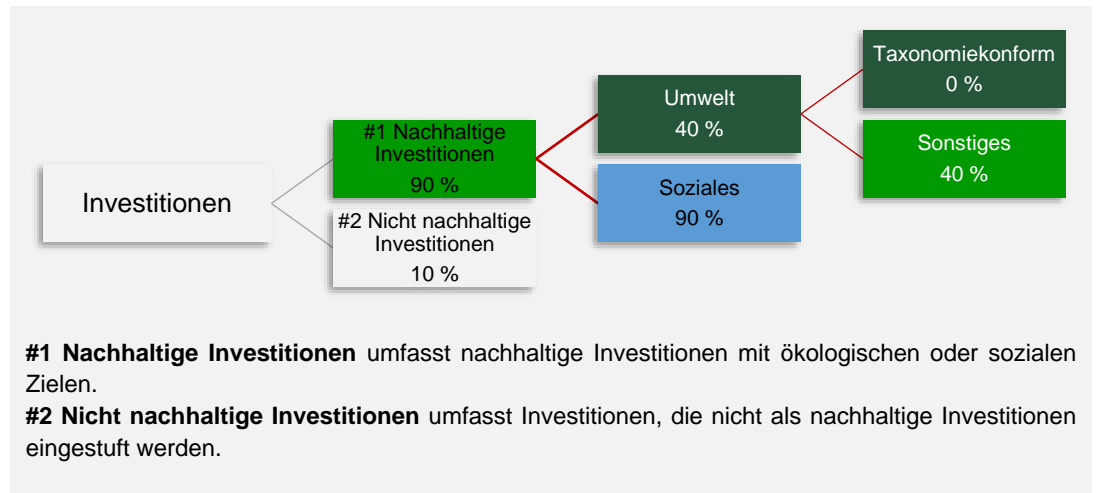 Investitionen
#1 Nachhaltige
Investitionen
90 %
#2 Nicht nachhaltige
Investitionen
10 %
Umwelt
40 %
Soziales
90 %
Taxonomiekonform
0 %
Sonstiges
40 %
#1 Nachhaltige Investitionen umfasst nachhaltige Investitionen mit ökologischen oder sozialen
Zielen.
#2 Nicht nachhaltige Investitionen umfasst Investitionen, die nicht als nachhaltige Investitionen
eingestuft werden.